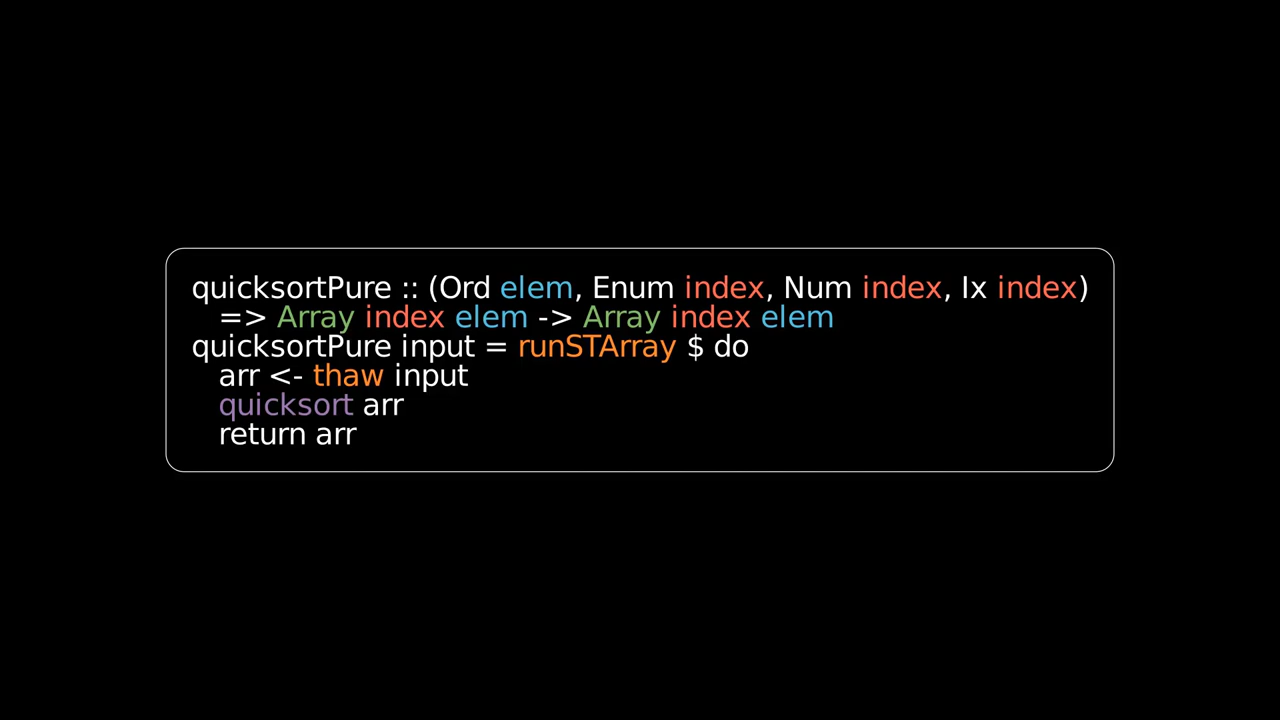 quicksortPure :: (Ord elem, Enum index, Num index, Ix index)
=> Array index elem -> Array index elem
quicksortPure input = runSTArray $ do
arr <- thaw input
quicksort arr
return arr